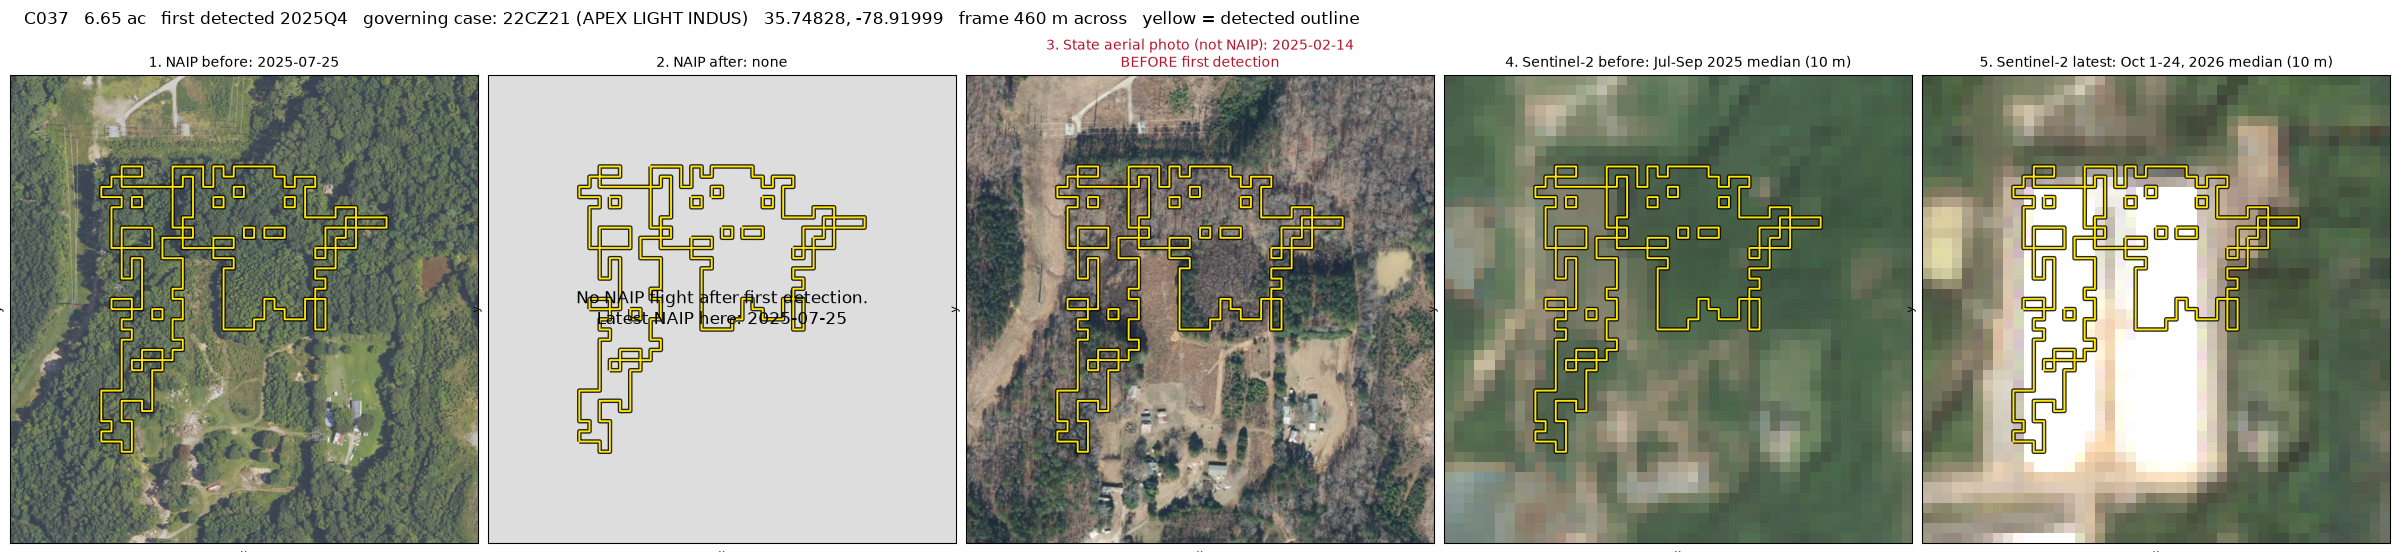 C037   6.65 ac   first detected 2025Q4   governing case: 22CZ21 (APEX LIGHT INDUS)   35.74828, -78.91999   frame 460 m across   yellow = detected outline
1. NAIP before: 2025-07-25
2. NAIP after: none
3. State aerial photo (not NAIP): 2025-02-14
BEFORE first detection
4. Sentinel-2 before: Jul-Sep 2025 median (10 m)
5. Sentinel-2 latest: Oct 1-24, 2026 median (10 m)
No NAIP flight after first detection.
Latest NAIP here: 2025-07-25
y
y
y
y